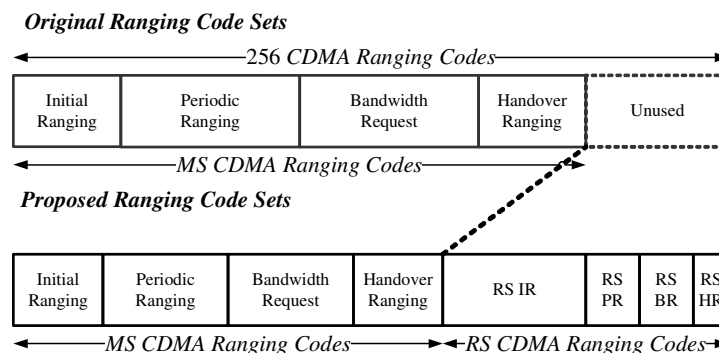 Original Ranging Code Sets
256 CDMA Ranging Codes
Initial
Ranging
Periodic
Ranging
Bandwidth
Request
Handover
Ranging
Unused
MS CDMA Ranging Codes
Proposed Ranging Code Sets
Initial
Ranging
Periodic
Ranging
Bandwidth
Request
Handover
Ranging
RS IR
RS
PR
RS
BR
RS
HR
MS CDMA Ranging Codes
RS CDMA Ranging Codes